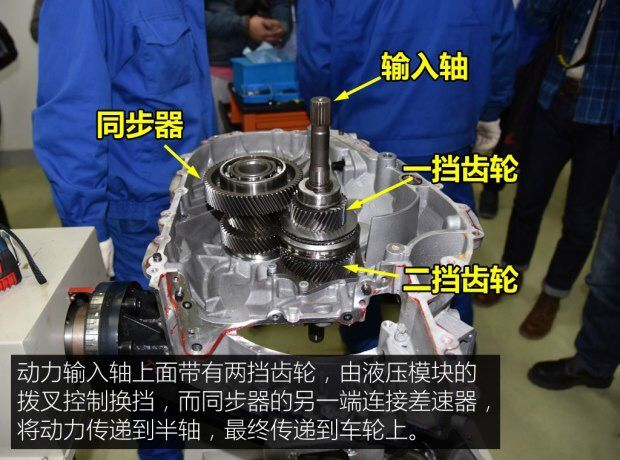 输入轴
同步器
一挡齿轮
二挡齿轮
动力输入轴上面带有两挡齿轮，由液压模块的
拨叉控制换挡，而同步器的另一端连接差速器，
将动力传递到半轴，最终传递到车轮上。